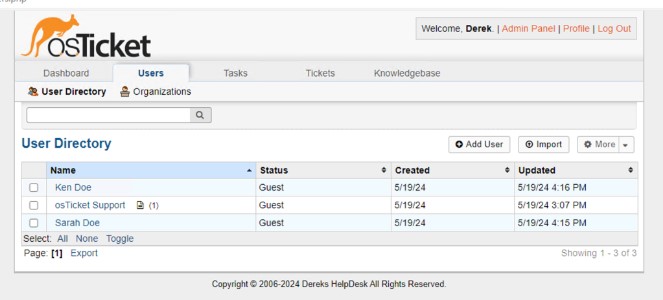 osTicket
Welcome, Derek. | Admin Panel | Profile | Log Out
Dashboard Users Tasks Tickets Knowledgebase
User Directory Organizations
User Directory
Add User Import More
Name Status Created Updated
Ken Doe Guest 5/19/24 5/19/24 4:16 PM
osTicket Support (1) Guest 5/19/24 5/19/24 3:07 PM
Sarah Doe Guest 5/19/24 5/19/24 4:15 PM
Select: All None Toggle
Page: [1] Export Showing 1 - 3 of 3
Copyright © 2006-2024 Dereks HelpDesk All Rights Reserved.